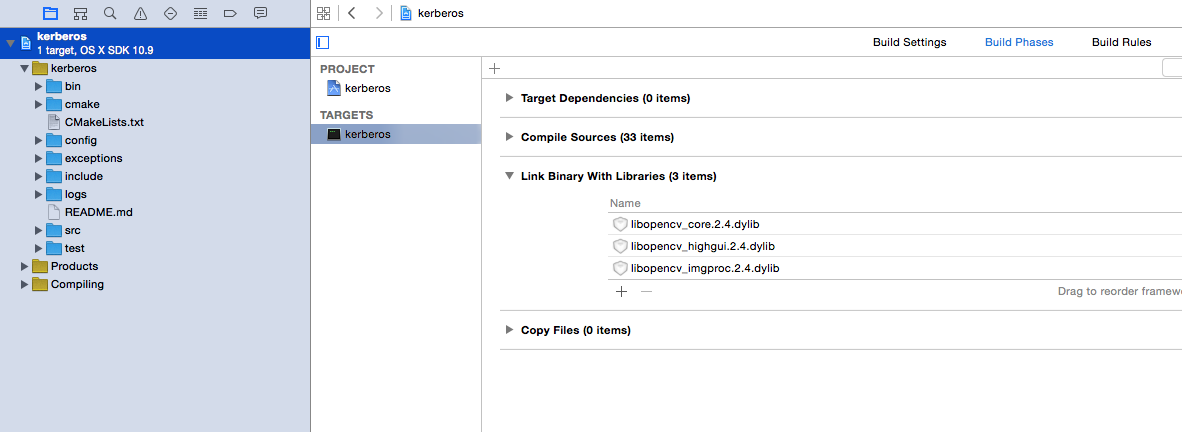 kerberos
Build Settings
Build Phases
Build Rules
kerberos
1 target, OS X SDK 10.9
kerberos
bin
cmake
CMakeLists.txt
config
exceptions
include
logs
README.md
src
test
Products
Compiling
PROJECT
kerberos
TARGETS
kerberos
Target Dependencies (0 items)
Compile Sources (33 items)
Link Binary With Libraries (3 items)
Name
libopencv_core.2.4.dylib
libopencv_highgui.2.4.dylib
libopencv_imgproc.2.4.dylib
Drag to reorder framew
Copy Files (0 items)